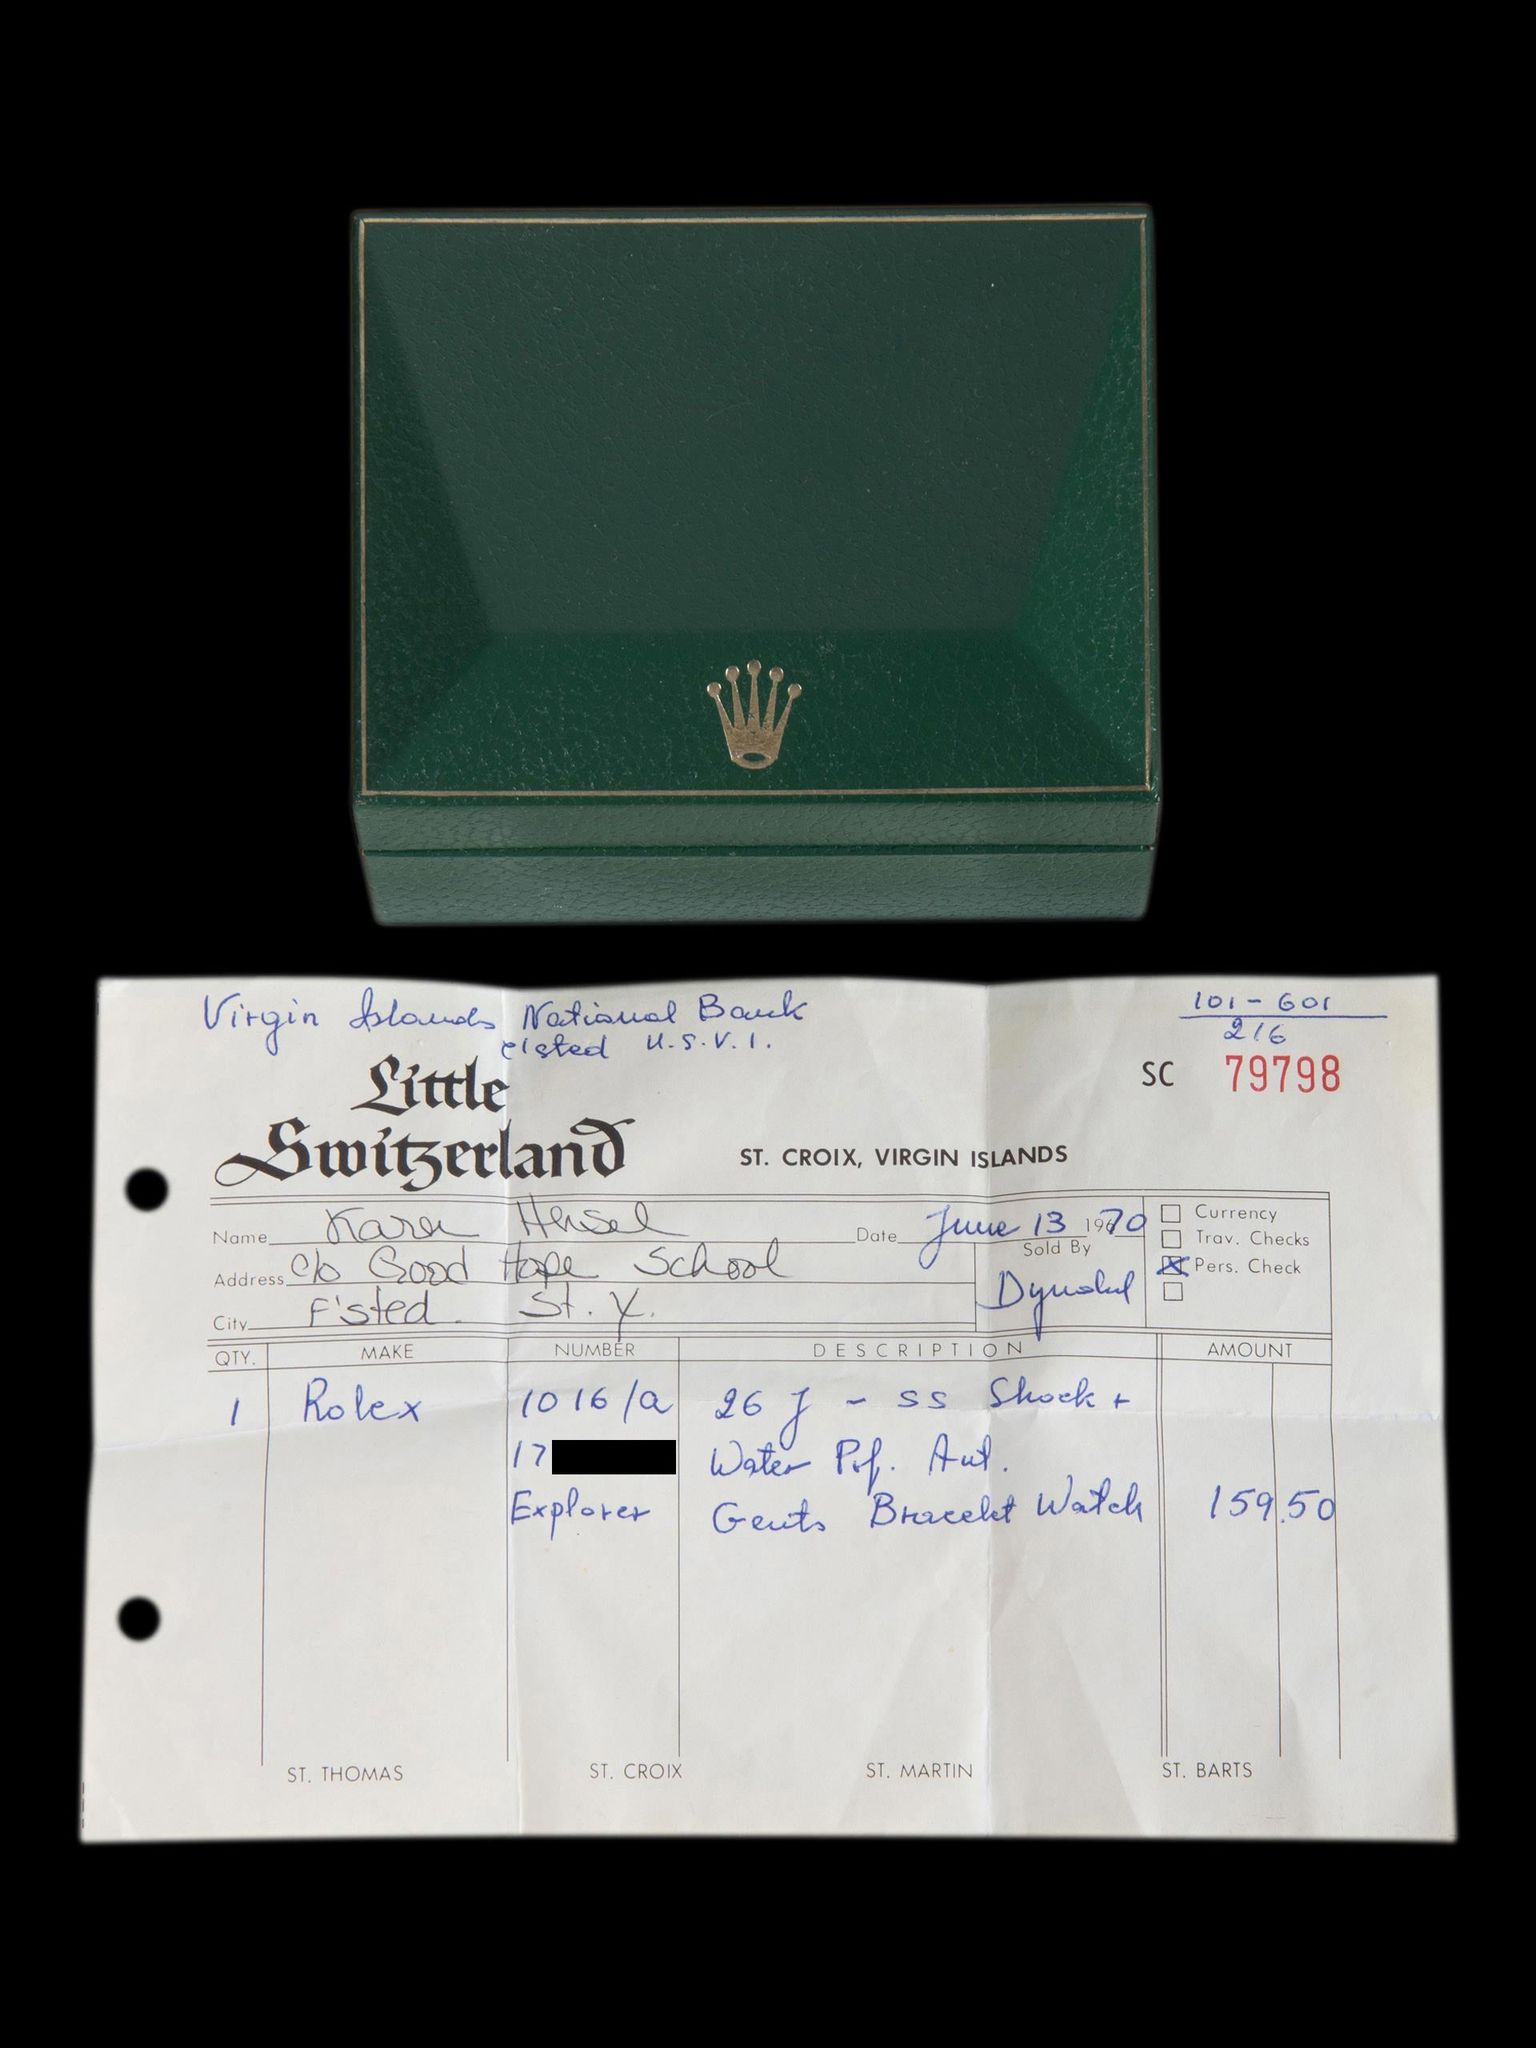 Virgin Islands National Bank
F'sted U.S.V.I.
101-601
216
SC 79798
Little
Switzerland
ST. CROIX, VIRGIN ISLANDS
Name Karen Hensel
Date June 13 1970
Address c/o Good Hope School
Sold By
City F'sted. St. X.
Currency
Trav. Checks
Pers. Check
QTY. MAKE NUMBER DESCRIPTION AMOUNT
1 Rolex 1016/a 26 J - SS Shock +
17 Water Prf. Aut.
Explorer Gents Bracelet Watch 159.50
ST. THOMAS ST. CROIX ST. MARTIN ST. BARTS